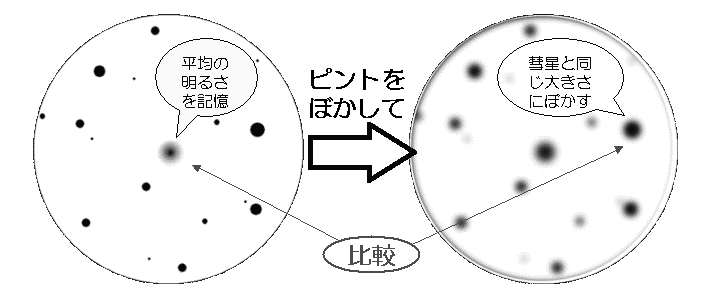 平均の
明るさ
を記憶
ピントを
ぼかして
彗星と同
じ大きさ
にぼかす
比較